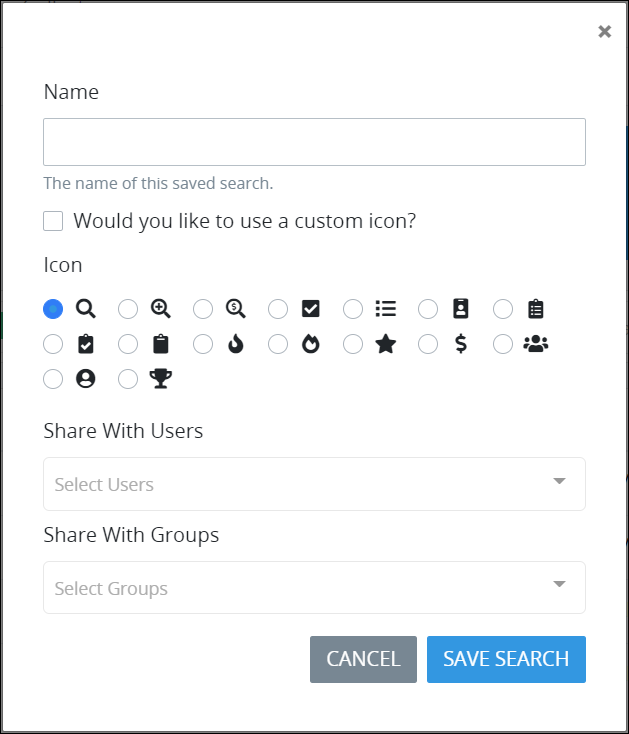 Name
The name of this saved search.
Would you like to use a custom icon?
Icon
Share With Users
Select Users
Share With Groups
Select Groups
CANCEL SAVE SEARCH